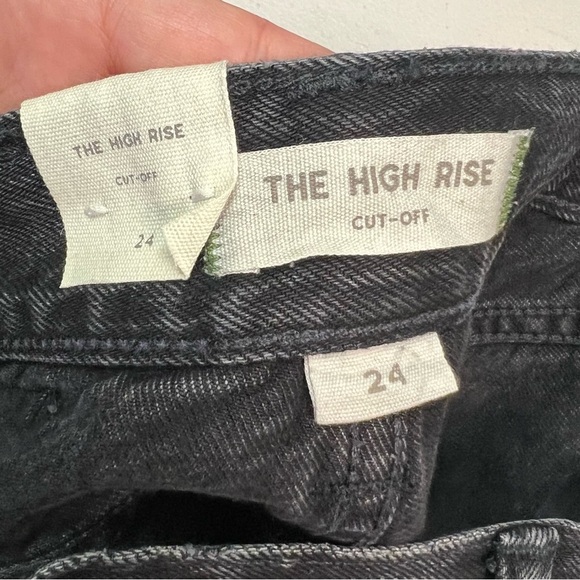 THE HIGH RISE
CUT-OFF
24
THE HIGH RISE
CUT-OFF
24